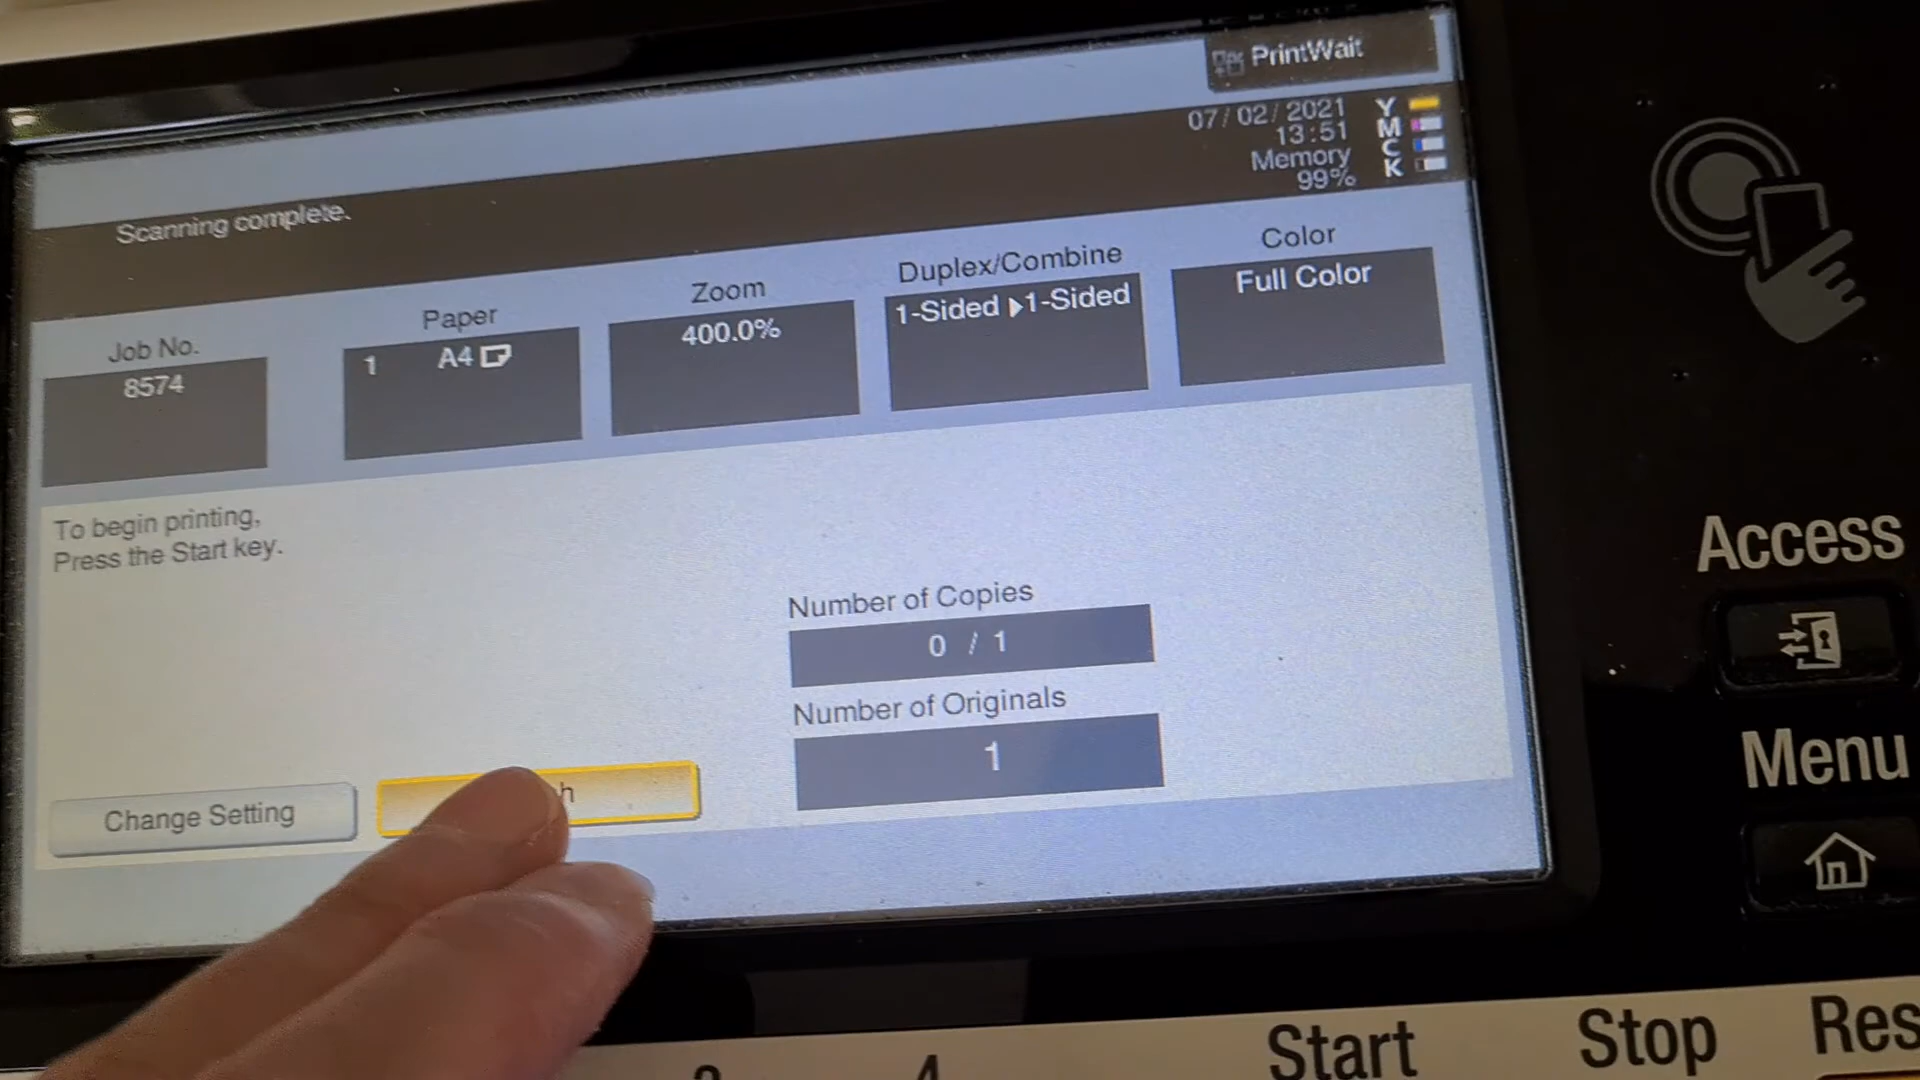 PrintWait
07/02/2021
13:51
Memory
99%
Y
M
C
K
Scanning complete.
Job No.
8574
Paper
1 A4
Zoom
400.0%
Duplex/Combine
1-Sided ▶1-Sided
Color
Full Color
To begin printing,
Press the Start key.
Number of Copies
0 / 1
Number of Originals
1
Change Setting
Access
Menu
Start
Stop